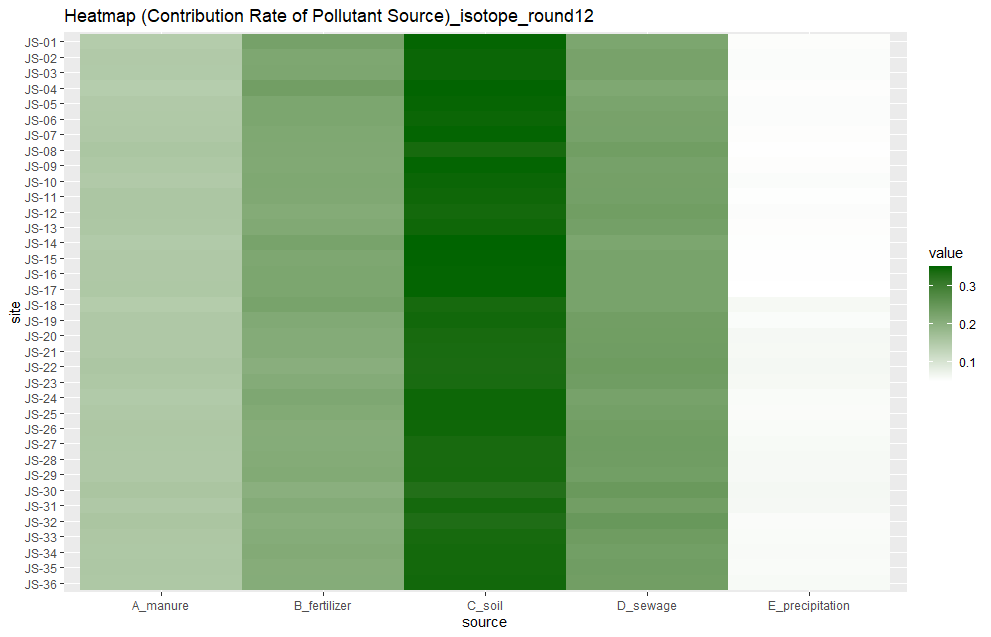 Heatmap (Contribution Rate of Pollutant Source)_isotope_round12
JS-01
JS-02
JS-03
JS-04
JS-05
JS-06
JS-07
JS-08
JS-09
JS-10
JS-11
JS-12
JS-13
JS-14
JS-15
JS-16
JS-17
JS-18
JS-19
JS-20
JS-21
JS-22
JS-23
JS-24
JS-25
JS-26
JS-27
JS-28
JS-29
JS-30
JS-31
JS-32
JS-33
JS-34
JS-35
JS-36
site
A_manure B_fertilizer C_soil D_sewage E_precipitation
source
value
0.3
0.2
0.1